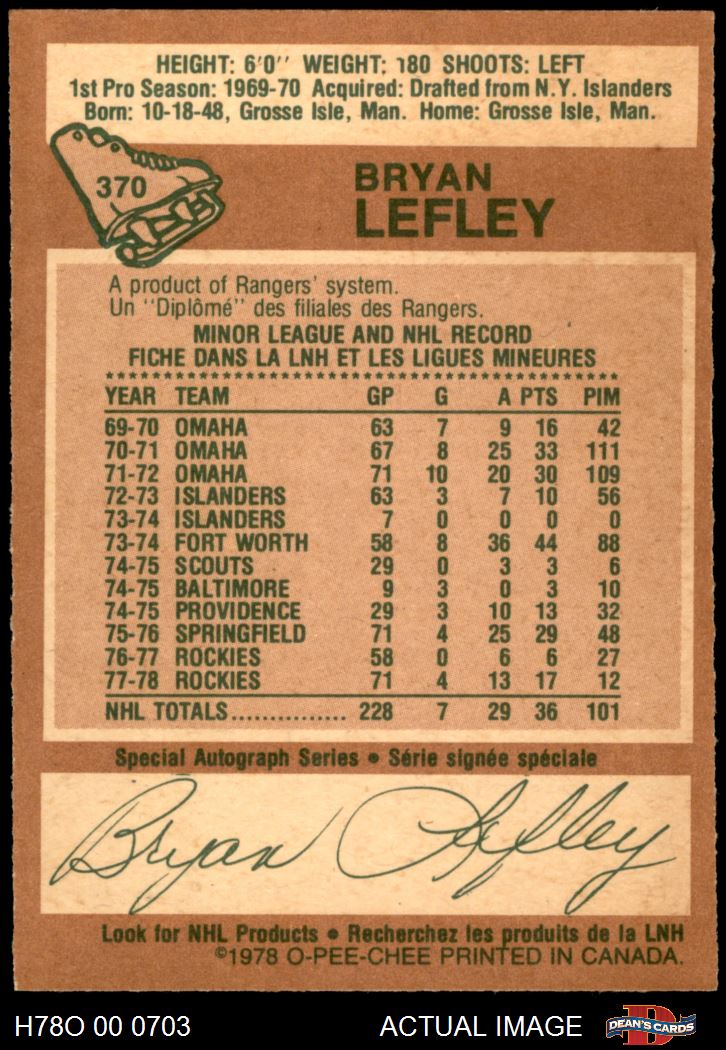 HEIGHT: 6'0'' WEIGHT: 180 SHOOTS: LEFT
1st Pro Season: 1969-70 Acquired: Drafted from N.Y. Islanders
Born: 10-18-48, Grosse Isle, Man. Home: Grosse Isle, Man.
370
BRYAN
LEFLEY
A product of Rangers' system.
Un "Diplômé" des filiales des Rangers.
MINOR LEAGUE AND NHL RECORD
FICHE DANS LA LNH ET LES LIGUES MINEURES
YEAR TEAM GP G A PTS PIM
69-70 OMAHA 63 7 9 16 42
70-71 OMAHA 67 8 25 33 111
71-72 OMAHA 71 10 20 30 109
72-73 ISLANDERS 63 3 7 10 56
73-74 ISLANDERS 7 0 0 0 0
73-74 FORT WORTH 58 8 36 44 88
74-75 SCOUTS 29 0 3 3 6
74-75 BALTIMORE 9 3 0 3 10
74-75 PROVIDENCE 29 3 10 13 32
75-76 SPRINGFIELD 71 4 25 29 48
76-77 ROCKIES 58 0 6 6 27
77-78 ROCKIES 71 4 13 17 12
NHL TOTALS............... 228 7 29 36 101
Special Autograph Series • Série signée spéciale
Bryan Lefley
Look for NHL Products • Recherchez les produits de la LNH
©1978 O-PEE-CHEE PRINTED IN CANADA.
H78O 00 0703 ACTUAL IMAGE D DEAN'S CARDS